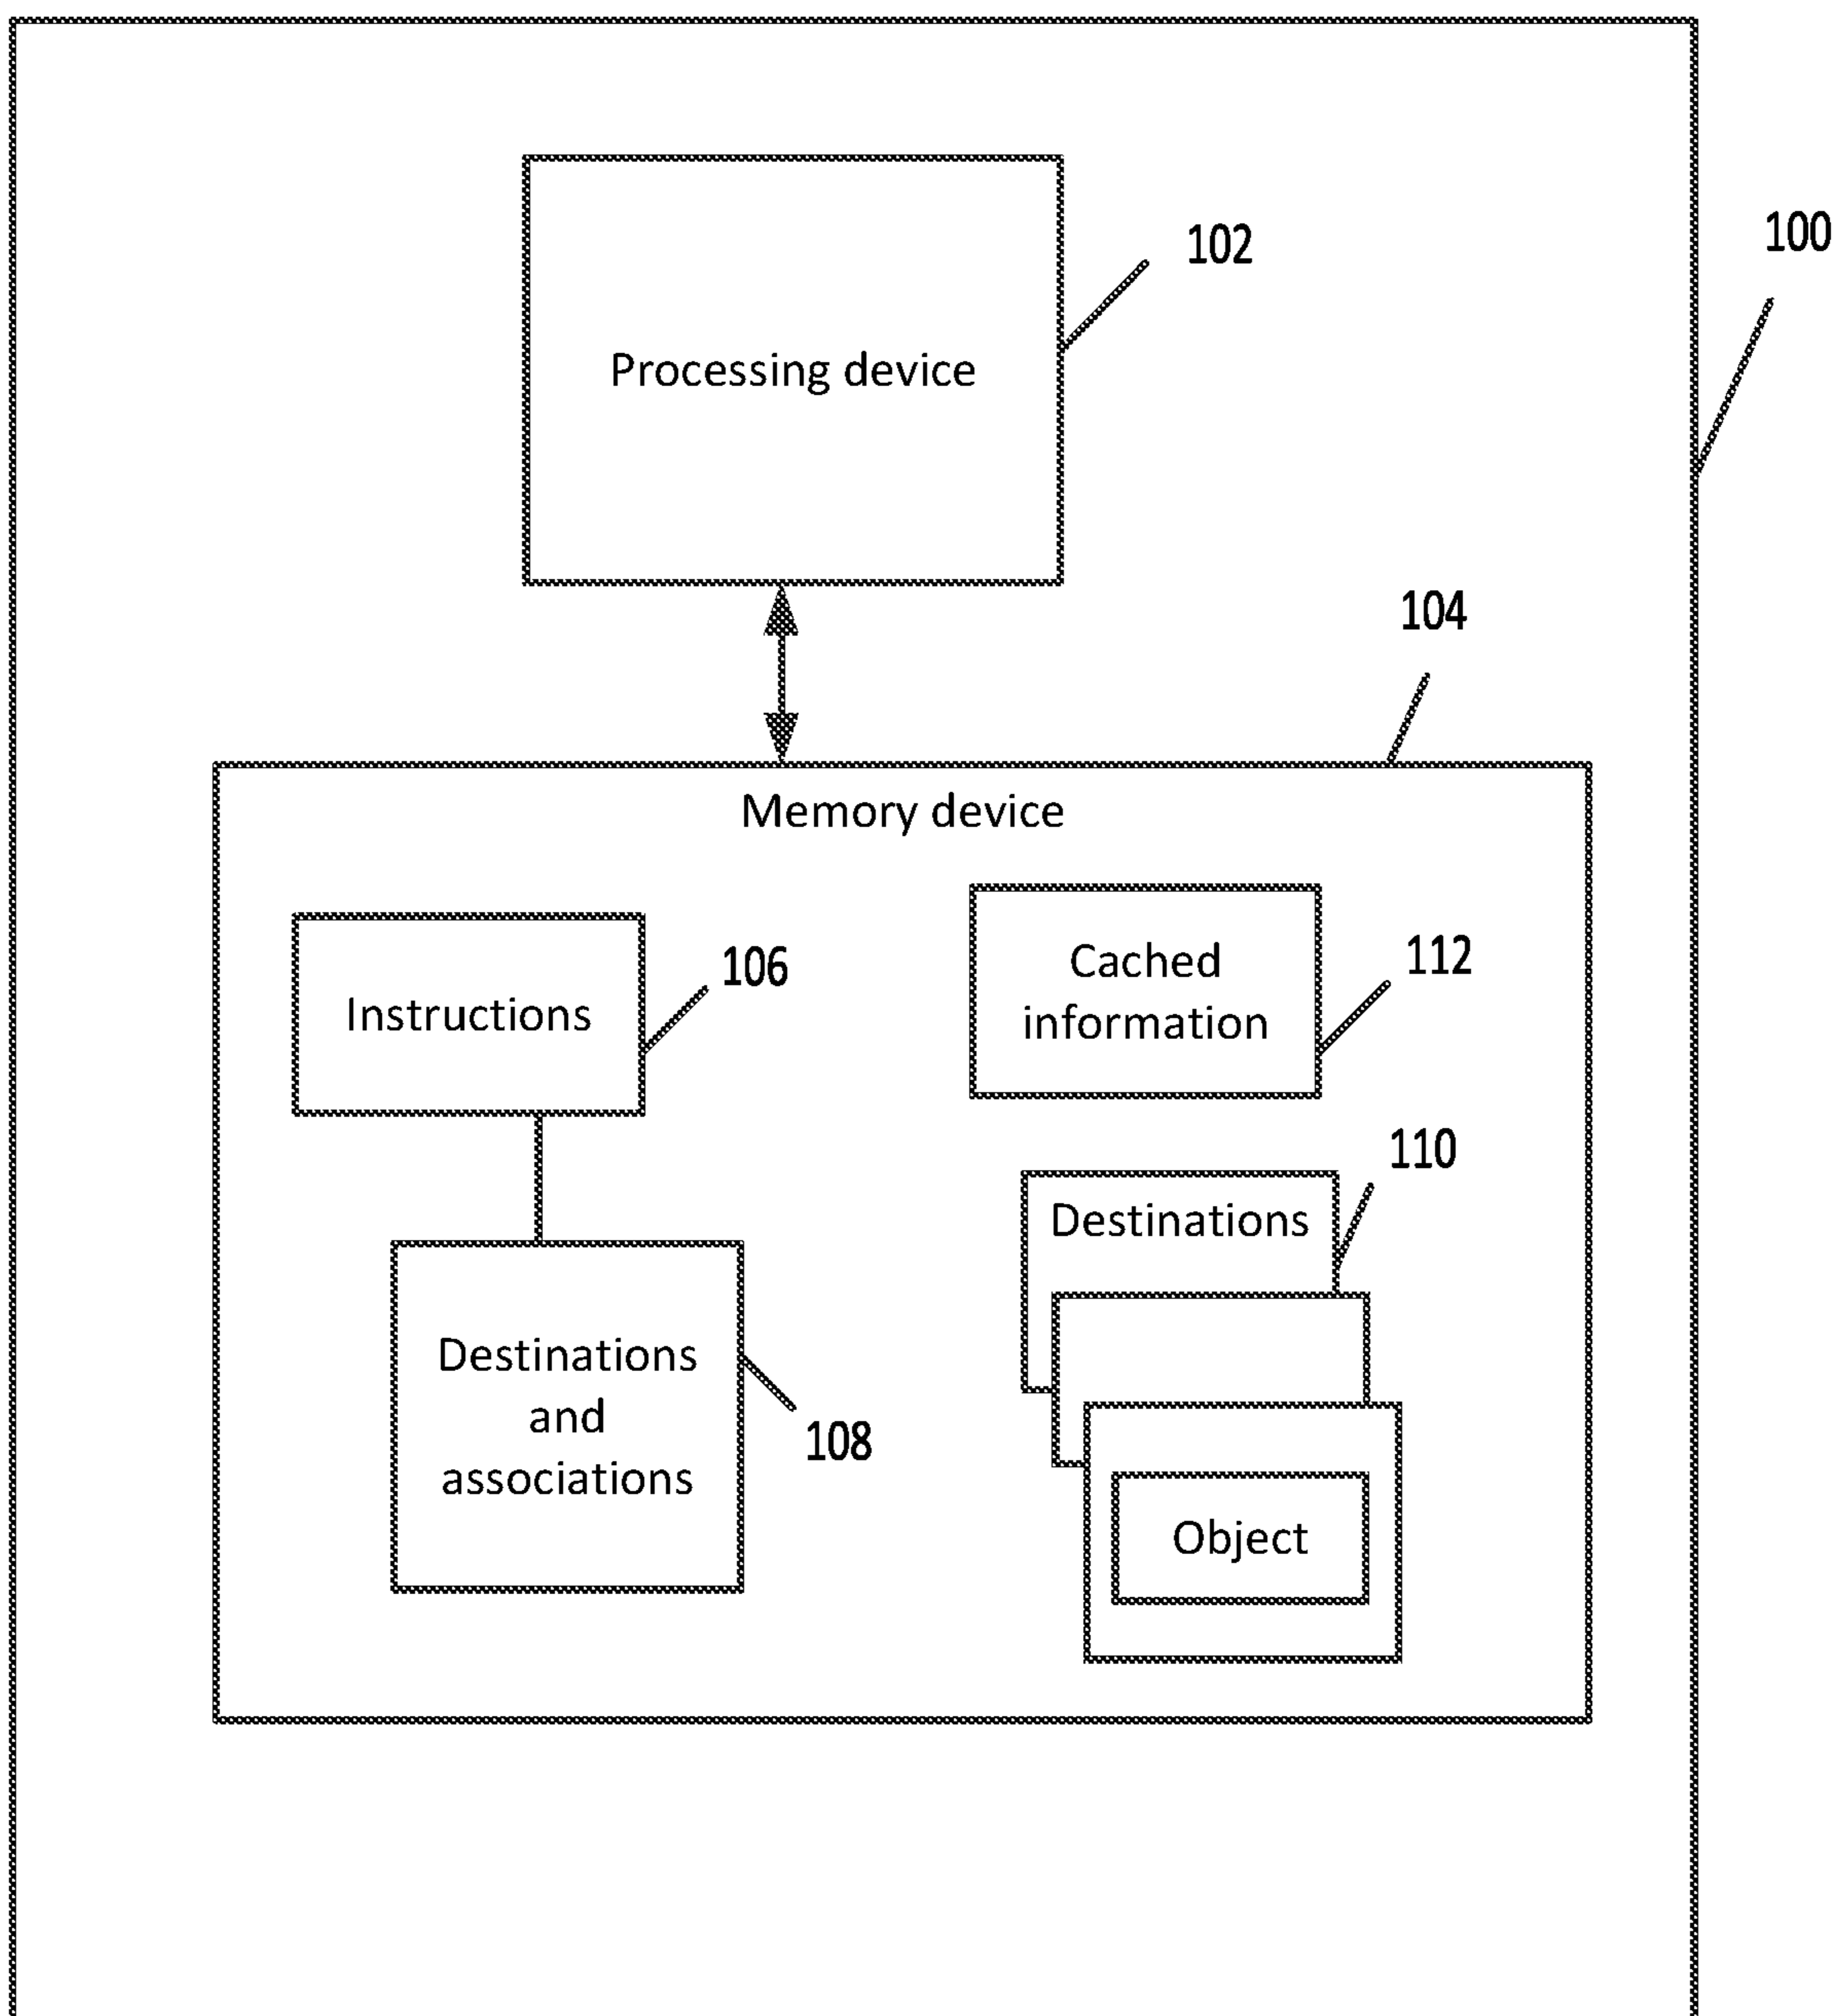 100
102
Processing device
104
Memory device
106
Instructions
112
Cached
information
110
Destinations
108
Destinations
and
associations
Object